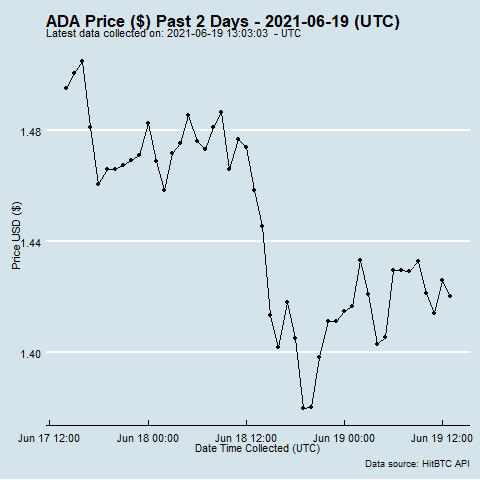 ADA Price ($) Past 2 Days - 2021-06-19 (UTC)
Latest data collected on: 2021-06-19 13:03:03 - UTC
1.48
1.44
1.40
Price USD ($)
Jun 17 12:00 Jun 18 00:00 Jun 18 12:00 Jun 19 00:00 Jun 19 12:00
Date Time Collected (UTC)
Data source: HitBTC API